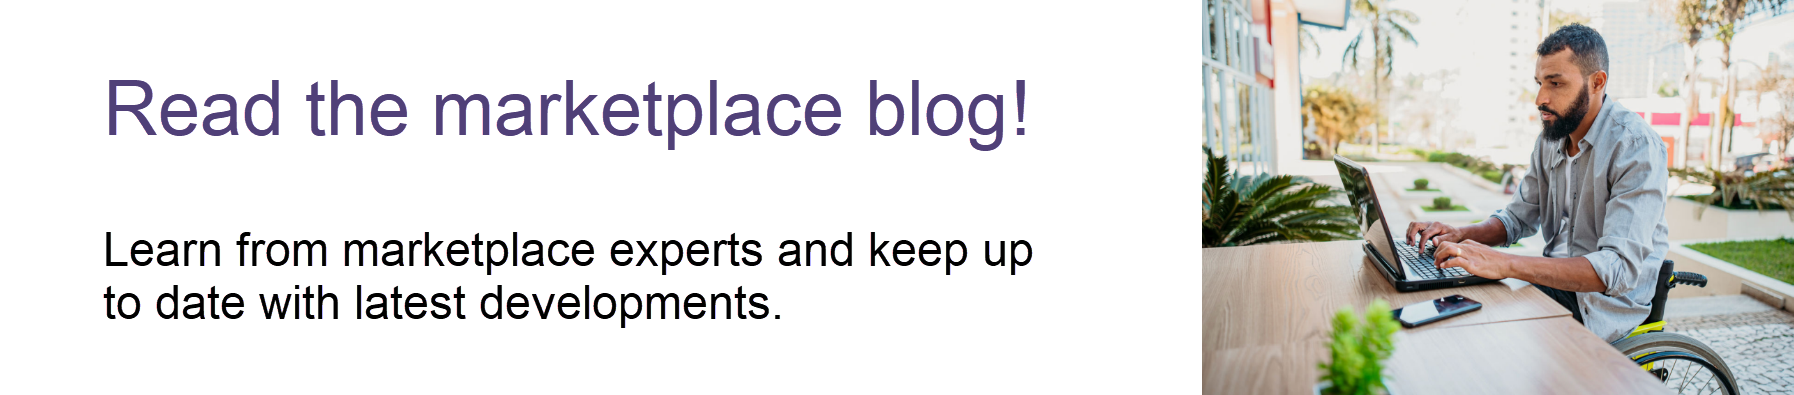 Read the marketplace blog!
Learn from marketplace experts and keep up
to date with latest developments.